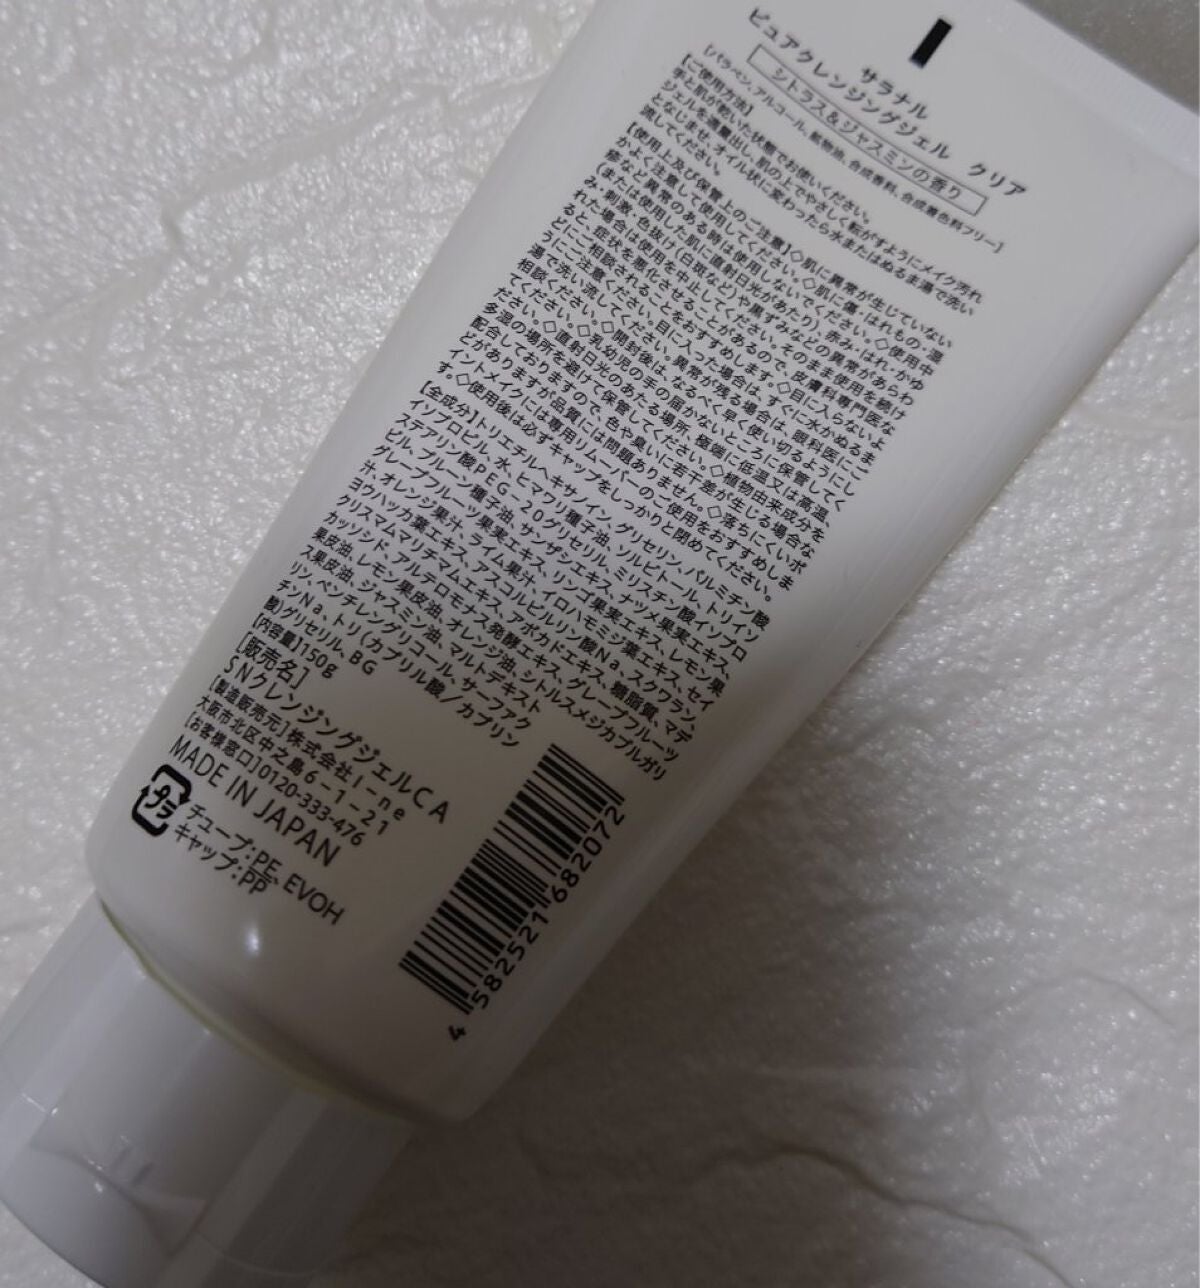 サラナル
ピュアクレンジングジェル クリア
シトラス&ジャスミンの香り
[パラベン、アルコール、鉱物油、合成香料、合成着色料フリー]
【ご使用方法】
手と肌が乾いた状態でお使いください。
ジェルを適量出し、肌の上でやさしく転がすようにメイク汚れ
となじませ、オイル状に変わったら水またはぬるま湯で洗い
流してください。
【使用上及び保管上のご注意】◇肌に異常が生じていない
かよく注意して使用してください。◇肌に傷・はれもの・湿
疹など異常のある時は使用しないでください。◇使用中
(または使用した肌に直射日光があたり)、赤み・はれ・かゆ
み・刺激・色抜け(白斑など)や黒ずみなどの異常があらわ
れた場合は使用を中止してください。そのまま使用を続け
ると、症状を悪化させることがあるので、皮膚科専門医な
どにご相談されることをおすすめします。◇目に入らないよ
うにご注意ください。目に入った場合は、すぐに水かぬるま
湯で洗い流してください。異常が残る場合は、眼科医にご
相談ください。◇開封後は、なるべく早く使い切るようにし
てください。◇乳幼児の手の届かないところに保管してく
ださい。◇直射日光のあたる場所、極端に低温又は高温、
多湿の場所を避けて保管してください。◇植物由来成分を
配合しておりますので、色や臭いに若干差が生じる場合な
どがありますが品質には問題ありません。◇落ちにくいポ
イントメイクには専用リムーバーのご使用をおすすめしま
す。◇使用後は必ずキャップをしっかりと閉めてください。
【全成分】トリエチルヘキサノイン、グリセリン、パルミチン酸
イソプロピル、水、ヒマワリ種子油、ソルビトール、トリイソ
ステアリン酸PEG-20グリセリル、ミリスチン酸イソプロ
ピル、プルーン種子油、サンザシエキス、ナツメ果実エキス、
グレープフルーツ果実エキス、リンゴ果実エキス、レモン果
汁、オレンジ果汁、ライム果汁、イロハモミジ葉エキス、セイ
ヨウハッカ葉エキス、アスコルビルリン酸Na、スクワラン、
クリスマムマリチマムエキス、アボカドエキス、糖脂質、マデ
カッソシド、アルテロモナス発酵エキス、グレープフルーツ
果皮油、レモン果皮油、オレンジ油、シトルスメジカブルガリ
ス果皮油、ジャスミン油、マルトデキスト
リン、ペンチレングリコール、サーファク
チンNa、トリ(カプリル酸/カプリン
酸)グリセリル、BG
【内容量】150g
【販売名】
SNクレンジングジェルCA
【製造販売元】株式会社I-ne
大阪市北区中之島6-1-21
【お客様窓口】0120-333-476
MADE IN JAPAN
プラ
チューブ:PE、EVOH
キャップ:PP
4 582521 682072